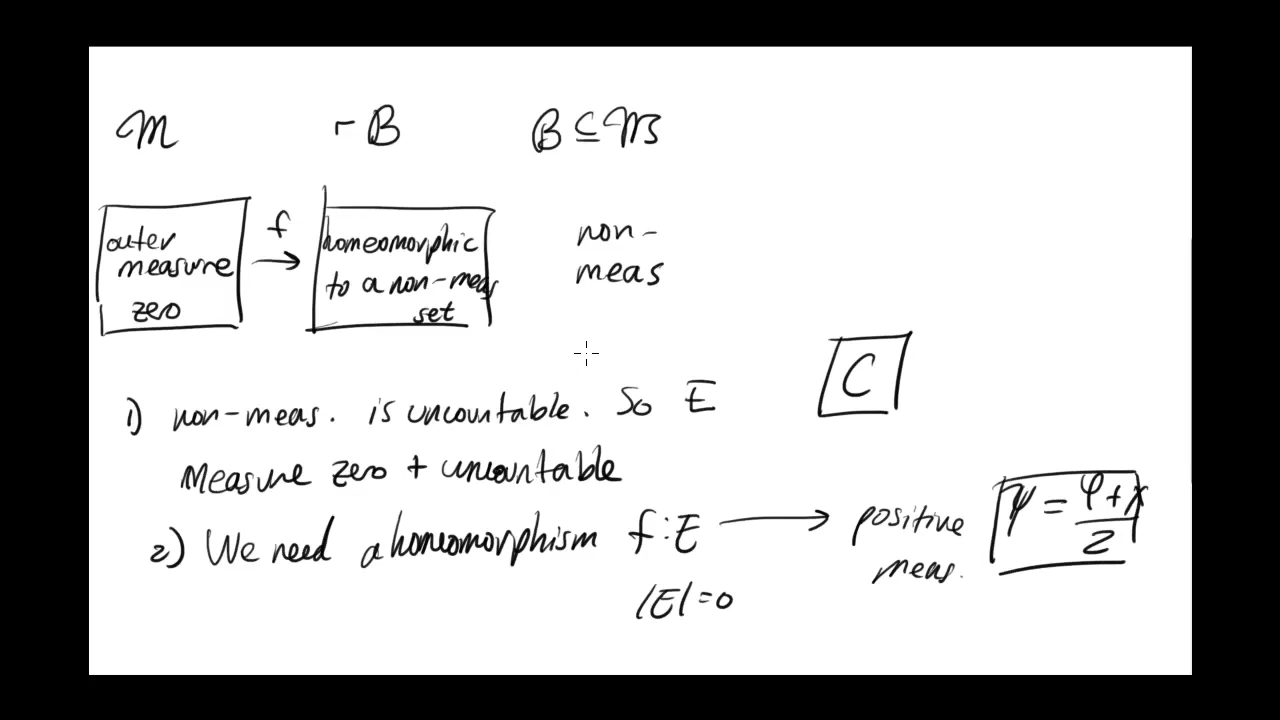 M - B B ⊆ M
outer measure zero
f →
homeomorphic to a non-meas set
non-meas
C
1) non-meas. is uncountable. So E
measure zero + uncountable
2) We need a homeomorphism f: E → positive meas.
|E| = 0
ψ = (φ + x)/2